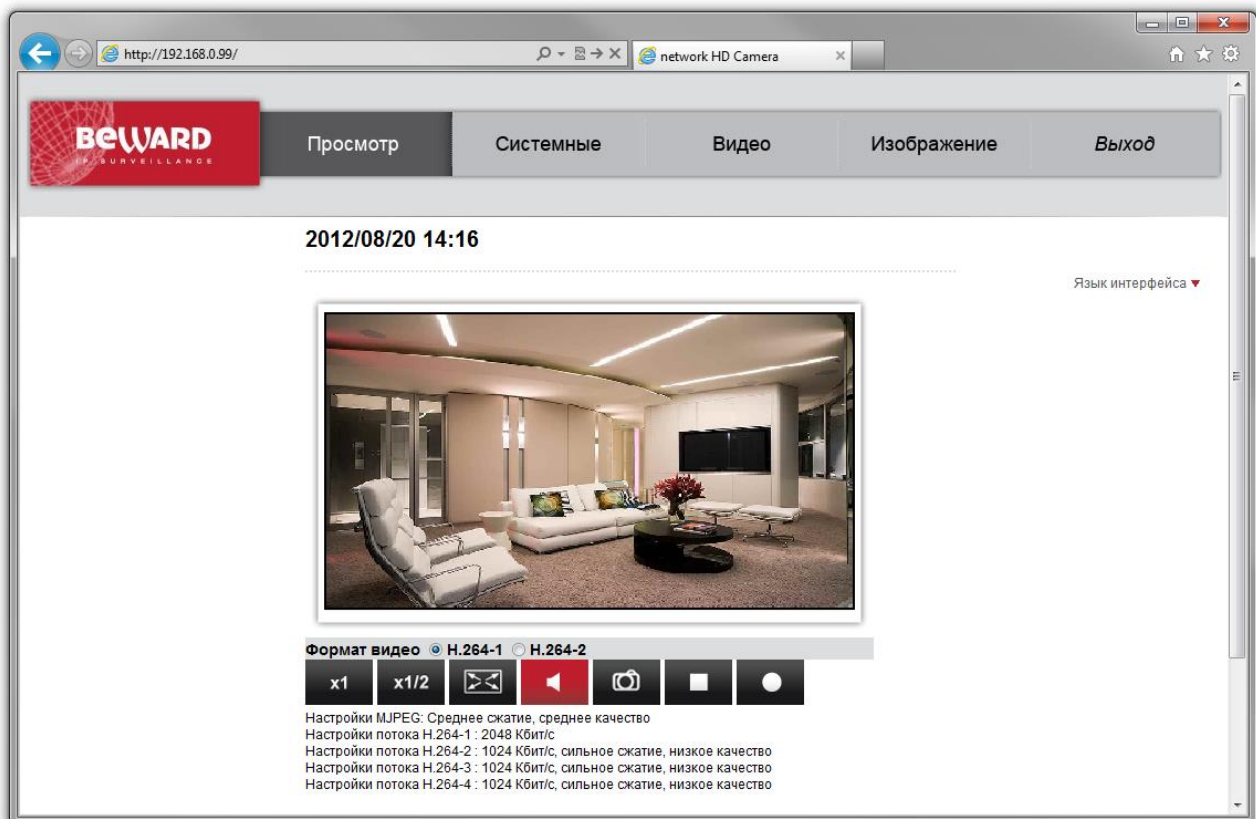 http://192.168.0.99/
network HD Camera
BEWARD
IP SURVEILLANCE
Просмотр
Системные
Видео
Изображение
Выход
2012/08/20 14:16
Язык интерфейса
Формат видео H.264-1 H.264-2
x1 x1/2
Настройки MJPEG: Среднее сжатие, среднее качество
Настройки потока H.264-1 : 2048 Кбит/с
Настройки потока H.264-2 : 1024 Кбит/с, сильное сжатие, низкое качество
Настройки потока H.264-3 : 1024 Кбит/с, сильное сжатие, низкое качество
Настройки потока H.264-4 : 1024 Кбит/с, сильное сжатие, низкое качество